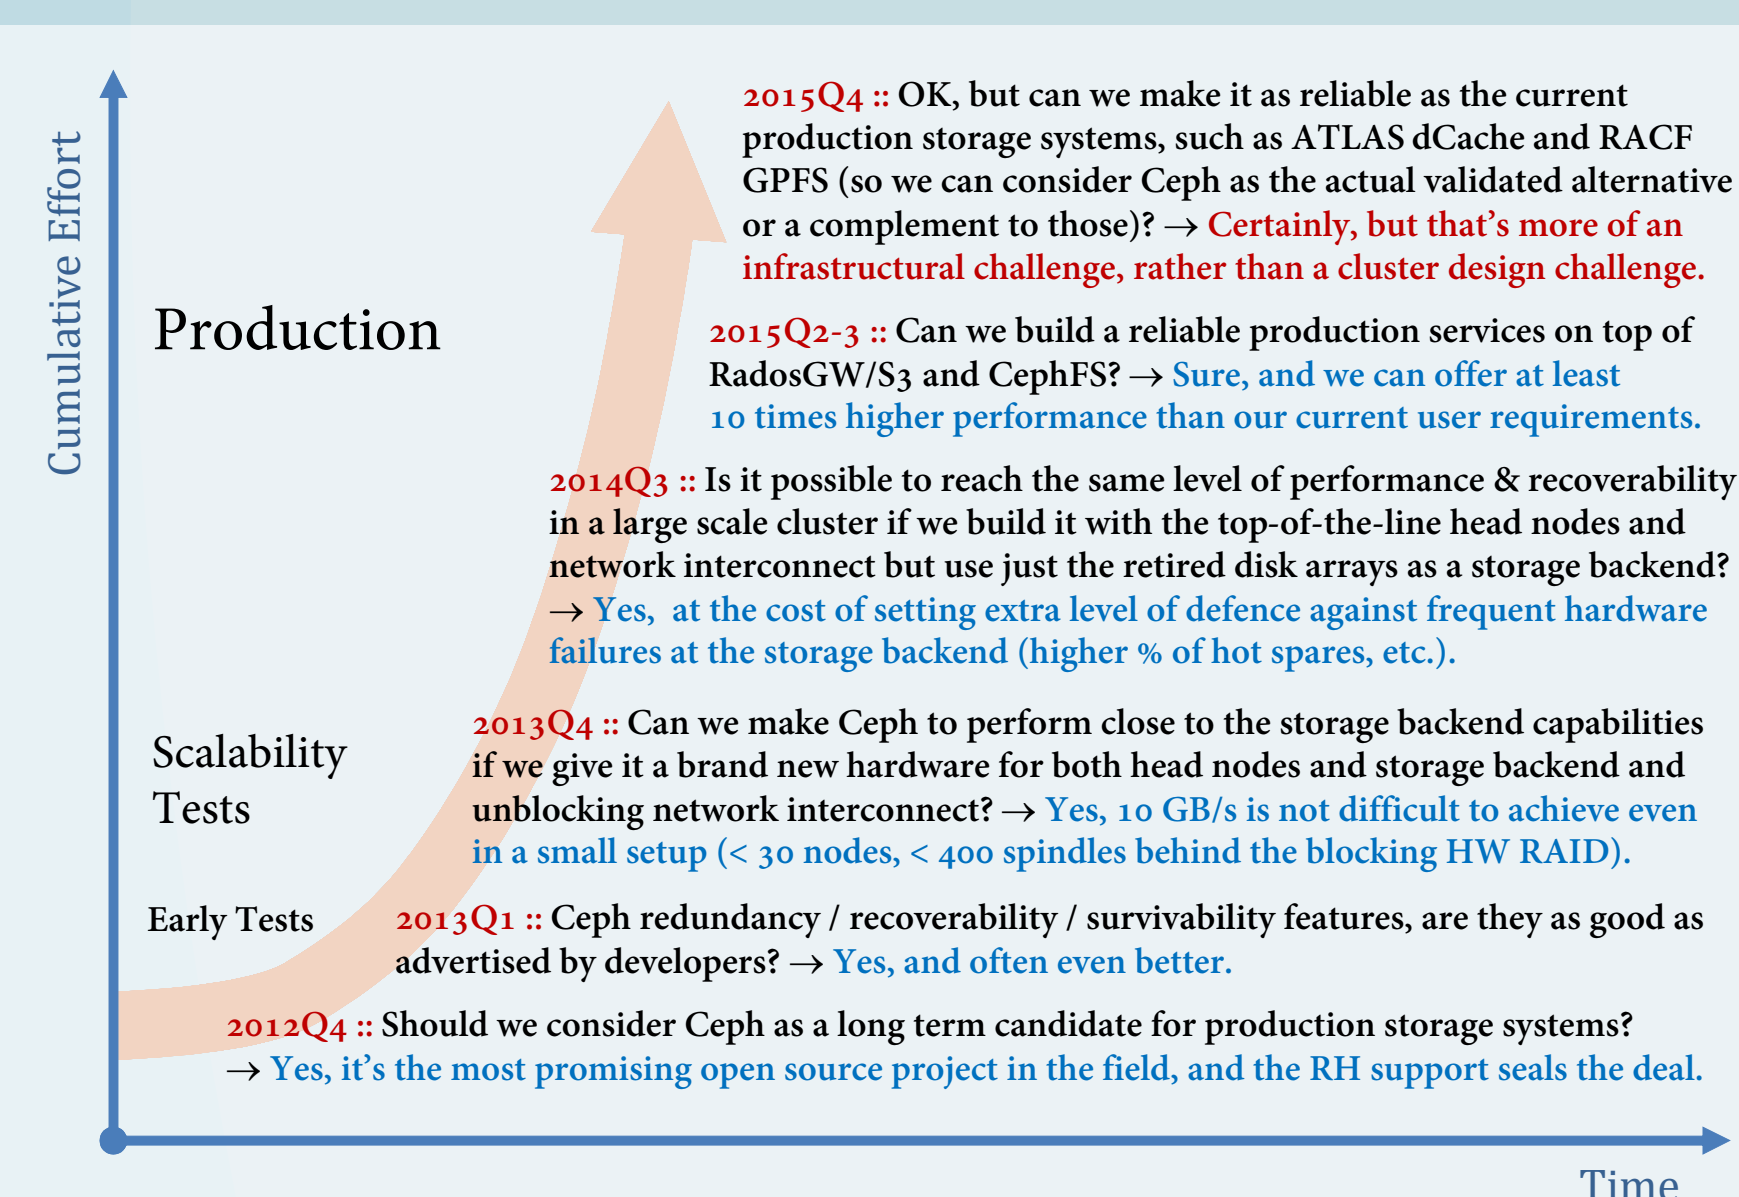 Cumulative Effort
2015Q4 :: OK, but can we make it as reliable as the current
production storage systems, such as ATLAS dCache and RACF
GPFS (so we can consider Ceph as the actual validated alternative
or a complement to those)? → Certainly, but that’s more of an
infrastructural challenge, rather than a cluster design challenge.
Production
2015Q2-3 :: Can we build a reliable production services on top of
RadosGW/S3 and CephFS? → Sure, and we can offer at least
10 times higher performance than our current user requirements.
2014Q3 :: Is it possible to reach the same level of performance & recoverability
in a large scale cluster if we build it with the top-of-the-line head nodes and
network interconnect but use just the retired disk arrays as a storage backend?
→ Yes, at the cost of setting extra level of defence against frequent hardware
failures at the storage backend (higher % of hot spares, etc.).
Scalability
Tests
2013Q4 :: Can we make Ceph to perform close to the storage backend capabilities
if we give it a brand new hardware for both head nodes and storage backend and
unblocking network interconnect? → Yes, 10 GB/s is not difficult to achieve even
in a small setup (< 30 nodes, < 400 spindles behind the blocking HW RAID).
Early Tests
2013Q1 :: Ceph redundancy / recoverability / survivability features, are they as good as
advertised by developers? → Yes, and often even better.
2012Q4 :: Should we consider Ceph as a long term candidate for production storage systems?
→ Yes, it’s the most promising open source project in the field, and the RH support seals the deal.
Time